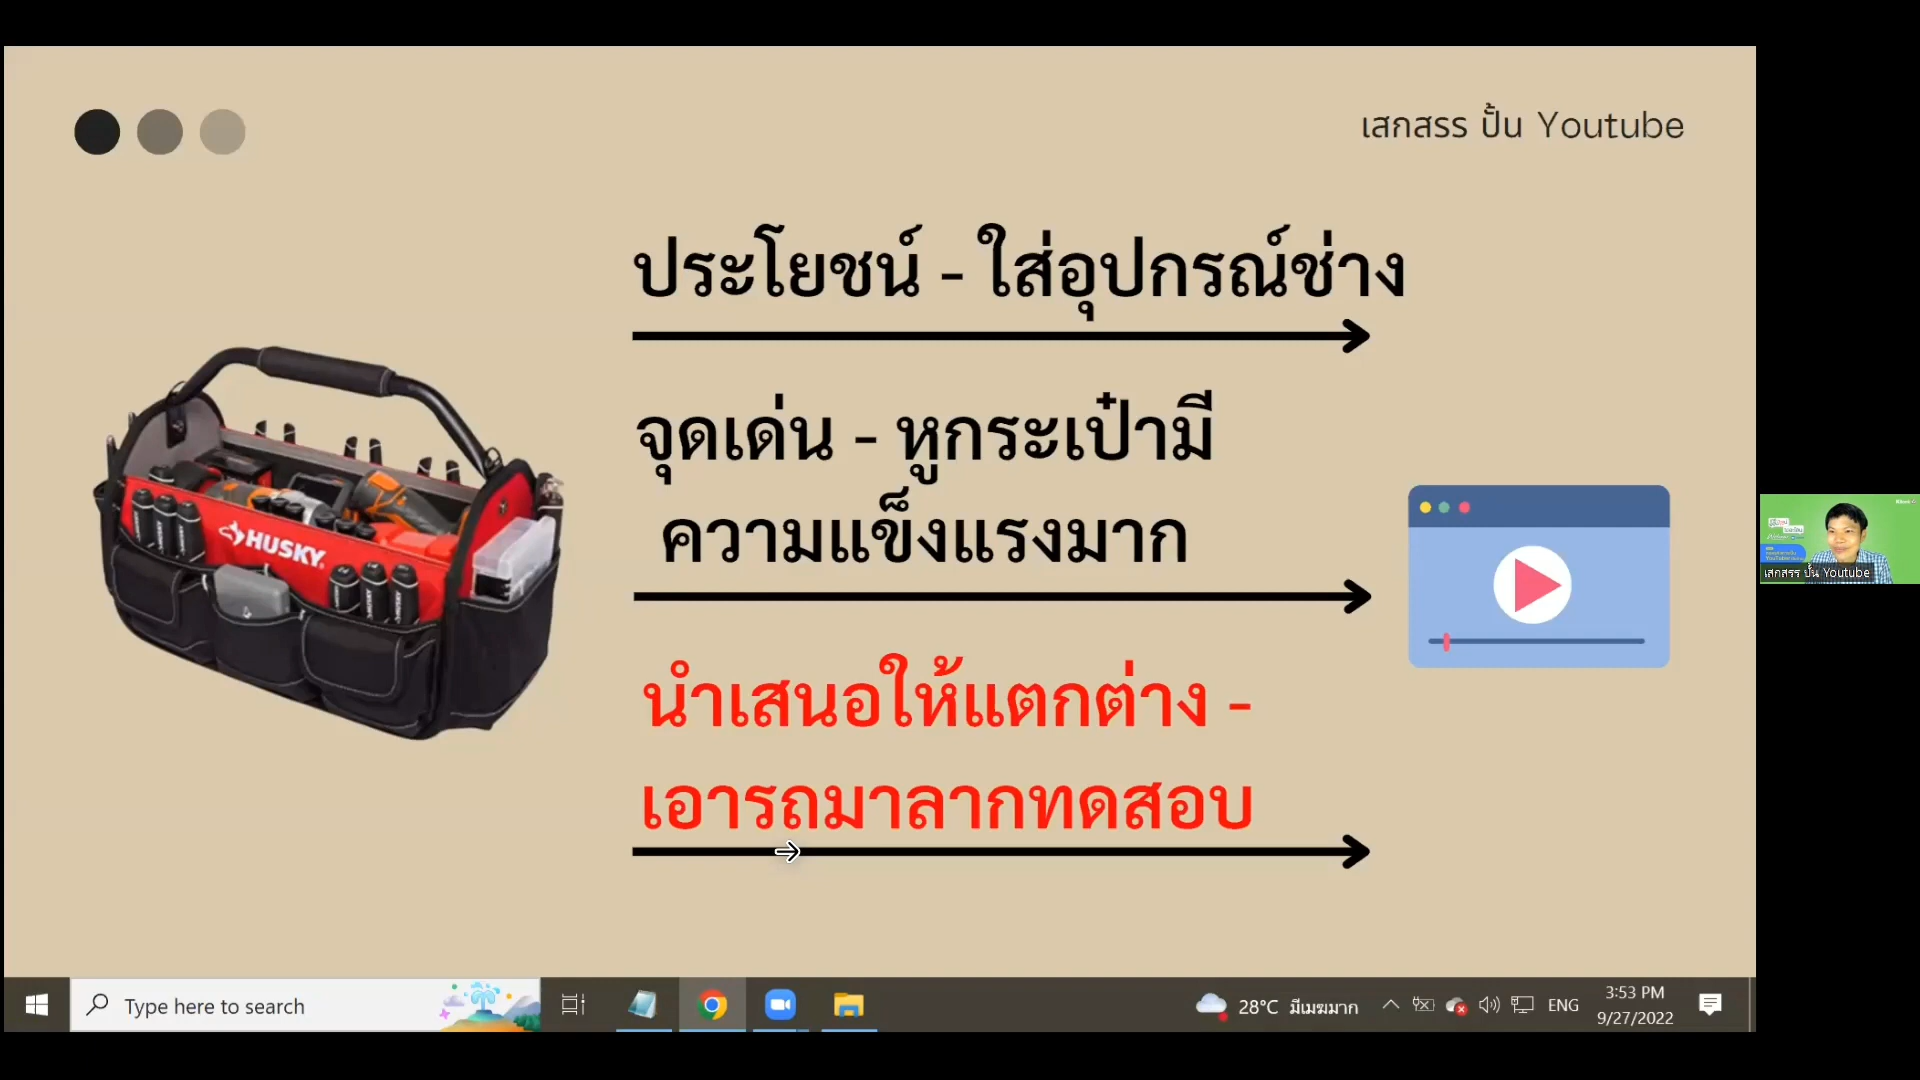 เสกสรร ปั้น Youtube
ประโยชน์ - ใส่อุปกรณ์ช่าง
จุดเด่น - หูกระเป๋ามี
ความแข็งแรงมาก
HUSKY
นำเสนอให้แตกต่าง -
เอารถมาลากทดสอบ
เสกสรร ปั้น Youtube
Type here to search
28°C มีเมฆมาก
ENG
3:53 PM
9/27/2022